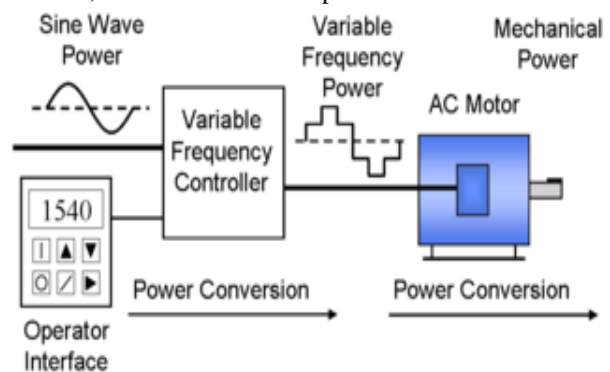 Sine Wave
Power
Variable
Frequency
Power
Mechanical
Power
AC Motor
Variable
Frequency
Controller
1540
Power Conversion
Power Conversion
Operator
Interface